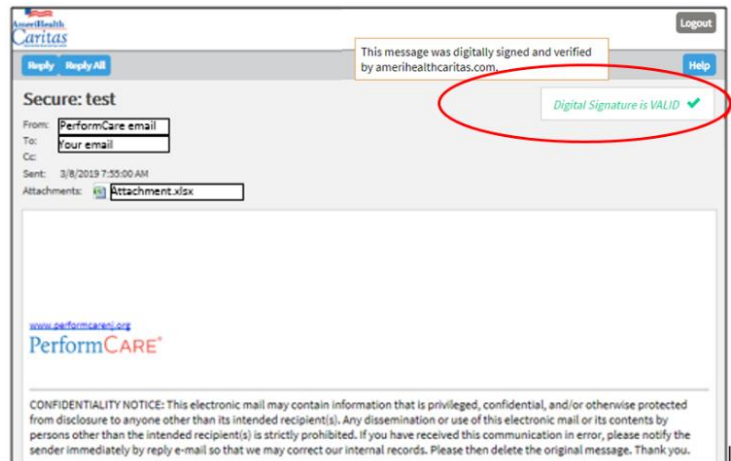 AmeriHealth
Caritas
Logout
This message was digitally signed and verified
by amerihealthcaritas.com.
Reply Reply All
Help
Secure: test
Digital Signature is VALID ✔
From: PerformCare email
To: Your email
Cc:
Sent: 3/8/2019 7:55:00 AM
Attachments: Attachment.xlsx
www.performcarenj.org
PerformCARE®
CONFIDENTIALITY NOTICE: This electronic mail may contain information that is privileged, confidential, and/or otherwise protected
from disclosure to anyone other than its intended recipient(s). Any dissemination or use of this electronic mail or its contents by
persons other than the intended recipient(s) is strictly prohibited. If you have received this communication in error, please notify the
sender immediately by reply e-mail so that we may correct our internal records. Please then delete the original message. Thank you.